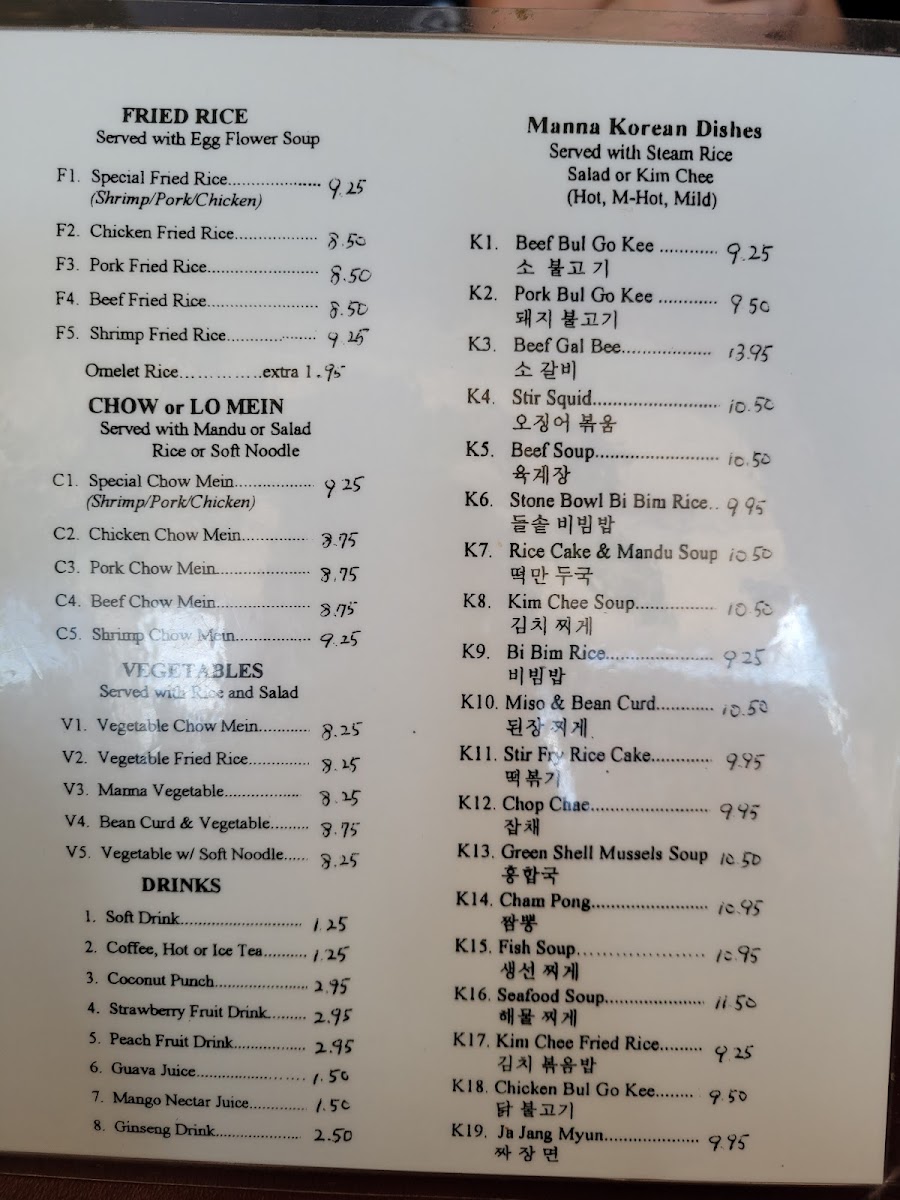 FRIED RICE
Served with Egg Flower Soup
F1. Special Fried Rice.................... 9.25
(Shrimp/Pork/Chicken)
F2. Chicken Fried Rice.................. 8.50
F3. Pork Fried Rice........................ 8.50
F4. Beef Fried Rice........................ 8.50
F5. Shrimp Fried Rice.................... 9.25
Omelet Rice……………..extra 1.95
CHOW or LO MEIN
Served with Mandu or Salad
Rice or Soft Noodle
C1. Special Chow Mein.................. 9.25
(Shrimp/Pork/Chicken)
C2. Chicken Chow Mein............... 8.75
C3. Pork Chow Mein...................... 8.75
C4. Beef Chow Mein...................... 8.75
C5. Shrimp Chow Mein.................. 9.25
VEGETABLES
Served with Rice and Salad
V1. Vegetable Chow Mein............ 8.25
V2. Vegetable Fried Rice.............. 8.25
V3. Manna Vegetable................... 8.25
V4. Bean Curd & Vegetable......... 8.75
V5. Vegetable w/ Soft Noodle...... 8.25
DRINKS
1. Soft Drink............................ 1.25
2. Coffee, Hot or Ice Tea.......... 1.25
3. Coconut Punch...................... 2.95
4. Strawberry Fruit Drink......... 2.95
5. Peach Fruit Drink................. 2.95
6. Guava Juice.......................... 1.50
7. Mango Nectar Juice............. 1.50
8. Ginseng Drink..................... 2.50
Manna Korean Dishes
Served with Steam Rice
Salad or Kim Chee
(Hot, M-Hot, Mild)
K1. Beef Bul Go Kee ............ 9.25
소 불고기
K2. Pork Bul Go Kee ............ 9.50
돼지 불고기
K3. Beef Gal Bee................... 13.95
소 갈비
K4. Stir Squid.......................... 10.50
오징어 볶음
K5. Beef Soup......................... 10.50
육계장
K6. Stone Bowl Bi Bim Rice.. 9.95
들솥 비빔밥
K7. Rice Cake & Mandu Soup 10.50
떡만 두국
K8. Kim Chee Soup................ 10.50
김치 찌게
K9. Bi Bim Rice...................... 9.25
비빔밥
K10. Miso & Bean Curd............ 10.50
된장 찌게
K11. Stir Fry Rice Cake............. 9.95
떡볶기
K12. Chop Chae......................... 9.95
잡채
K13. Green Shell Mussels Soup 10.50
홍합국
K14. Cham Pong........................ 10.95
짬뽕
K15. Fish Soup........................ 10.95
생선 찌게
K16. Seafood Soup..................... 11.50
해물 찌게
K17. Kim Chee Fried Rice......... 9.25
김치 볶음밥
K18. Chicken Bul Go Kee........ 9.50
닭 불고기
K19. Ja Jang Myun..................... 9.95
짜장면